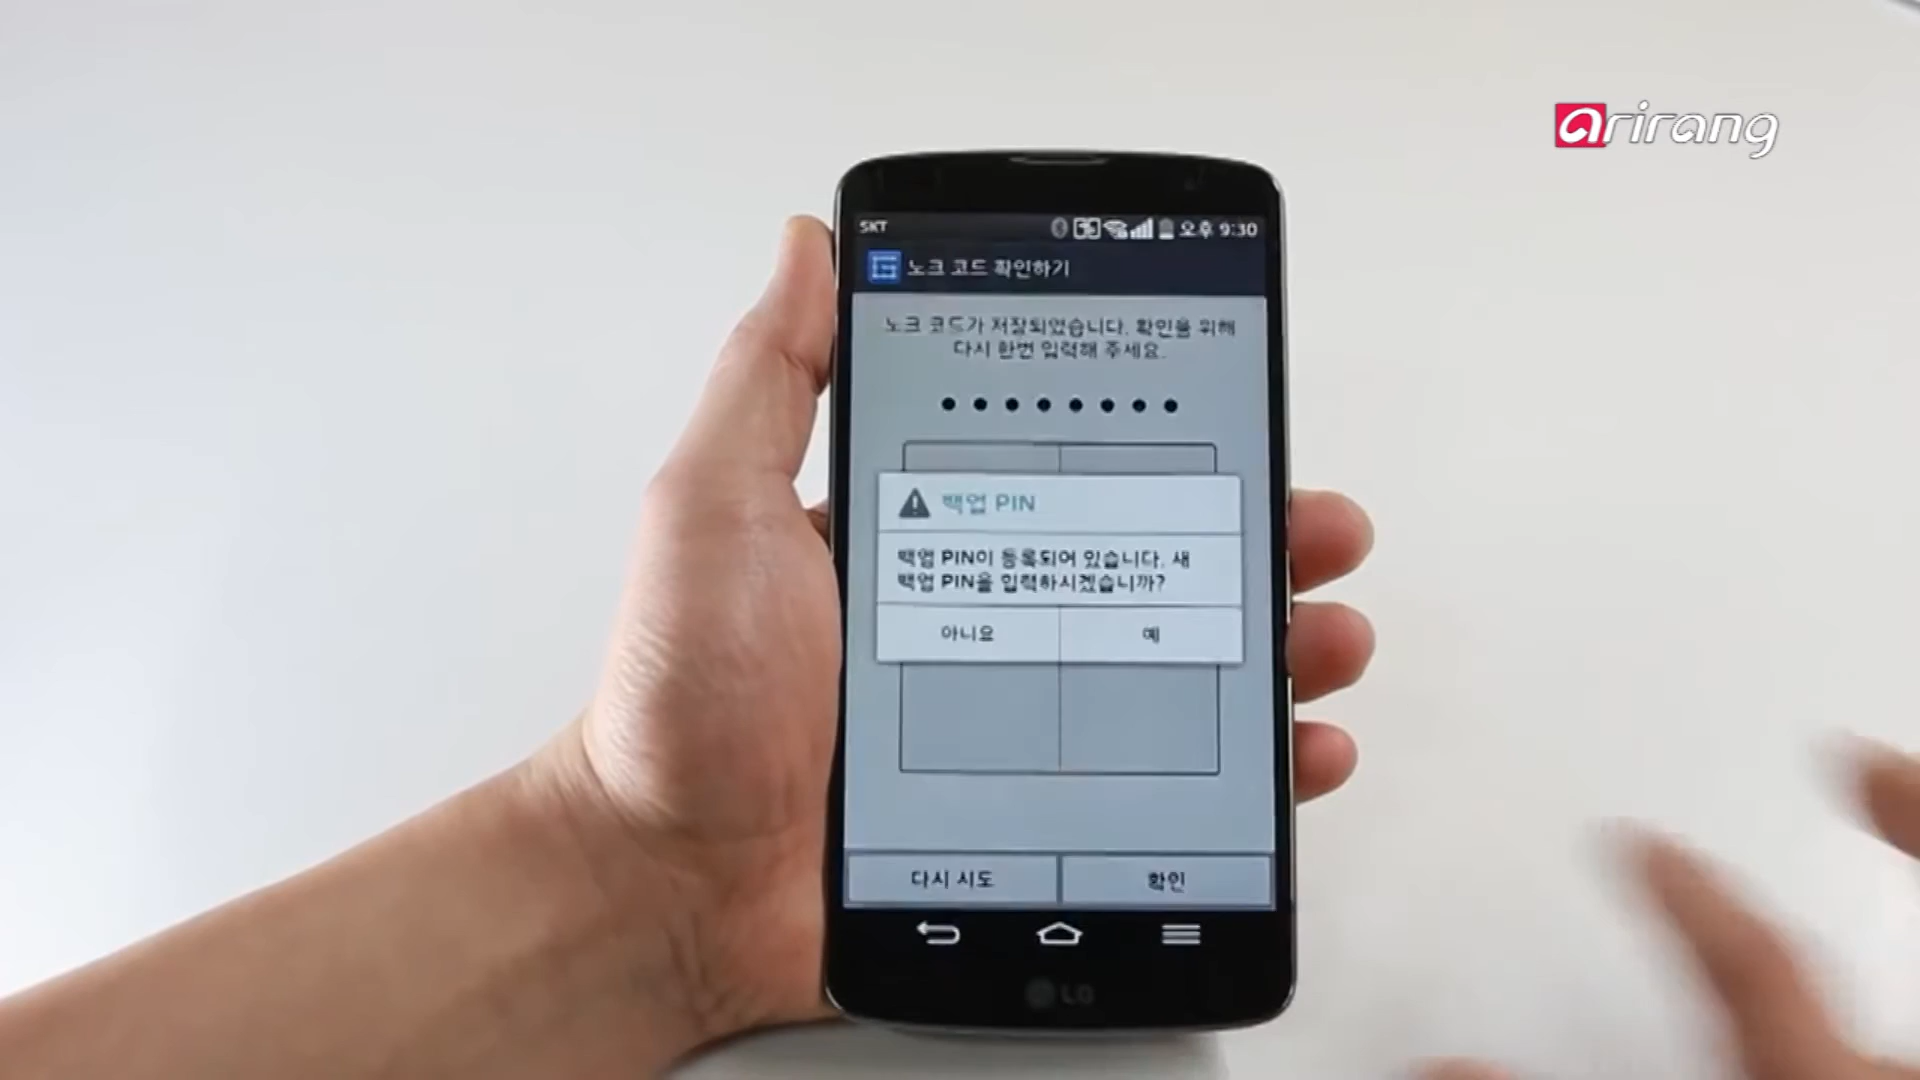 arirang
SKT
오후 9:30
노크 코드 확인하기
노크 코드가 저장되었습니다. 확인을 위해
다시 한번 입력해 주세요.
백업 PIN
백업 PIN이 등록되어 있습니다. 새
백업 PIN을 입력하시겠습니까?
아니요
예
다시 시도
확인
LG